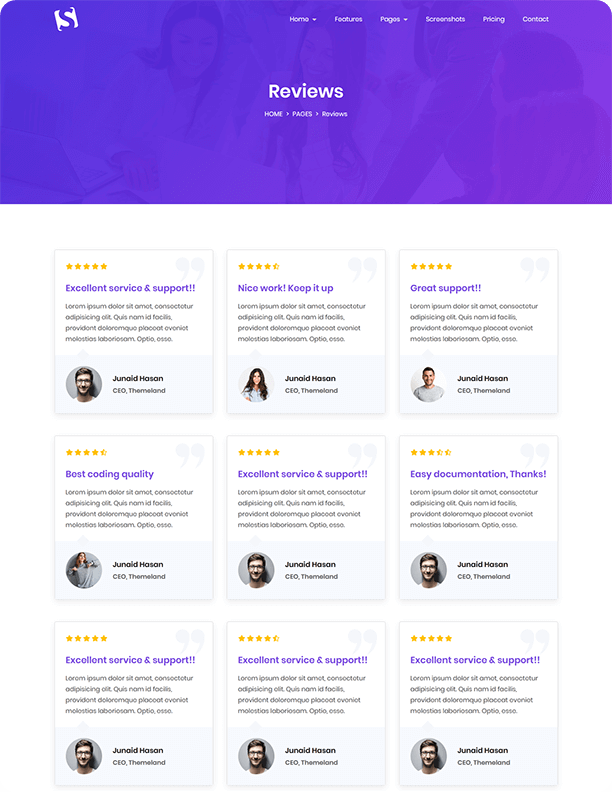 S
Home Features Pages Screenshots Pricing Contact
Reviews
HOME > PAGES > Reviews
Excellent service & support!!
Lorem ipsum dolor sit amet, consectetur
adipisicing elit. Quis nam id facilis,
provident doloremque placeat eveniet
molestias laboriosam. Optio, esse.
Junaid Hasan
CEO, Themeland
Nice work! Keep it up
Lorem ipsum dolor sit amet, consectetur
adipisicing elit. Quis nam id facilis,
provident doloremque placeat eveniet
molestias laboriosam. Optio, esse.
Junaid Hasan
CEO, Themeland
Great support!!
Lorem ipsum dolor sit amet, consectetur
adipisicing elit. Quis nam id facilis,
provident doloremque placeat eveniet
molestias laboriosam. Optio, esse.
Junaid Hasan
CEO, Themeland
Best coding quality
Lorem ipsum dolor sit amet, consectetur
adipisicing elit. Quis nam id facilis,
provident doloremque placeat eveniet
molestias laboriosam. Optio, esse.
Junaid Hasan
CEO, Themeland
Excellent service & support!!
Lorem ipsum dolor sit amet, consectetur
adipisicing elit. Quis nam id facilis,
provident doloremque placeat eveniet
molestias laboriosam. Optio, esse.
Junaid Hasan
CEO, Themeland
Easy documentation, Thanks!
Lorem ipsum dolor sit amet, consectetur
adipisicing elit. Quis nam id facilis,
provident doloremque placeat eveniet
molestias laboriosam. Optio, esse.
Junaid Hasan
CEO, Themeland
Excellent service & support!!
Lorem ipsum dolor sit amet, consectetur
adipisicing elit. Quis nam id facilis,
provident doloremque placeat eveniet
molestias laboriosam. Optio, esse.
Junaid Hasan
CEO, Themeland
Excellent service & support!!
Lorem ipsum dolor sit amet, consectetur
adipisicing elit. Quis nam id facilis,
provident doloremque placeat eveniet
molestias laboriosam. Optio, esse.
Junaid Hasan
CEO, Themeland
Excellent service & support!!
Lorem ipsum dolor sit amet, consectetur
adipisicing elit. Quis nam id facilis,
provident doloremque placeat eveniet
molestias laboriosam. Optio, esse.
Junaid Hasan
CEO, Themeland